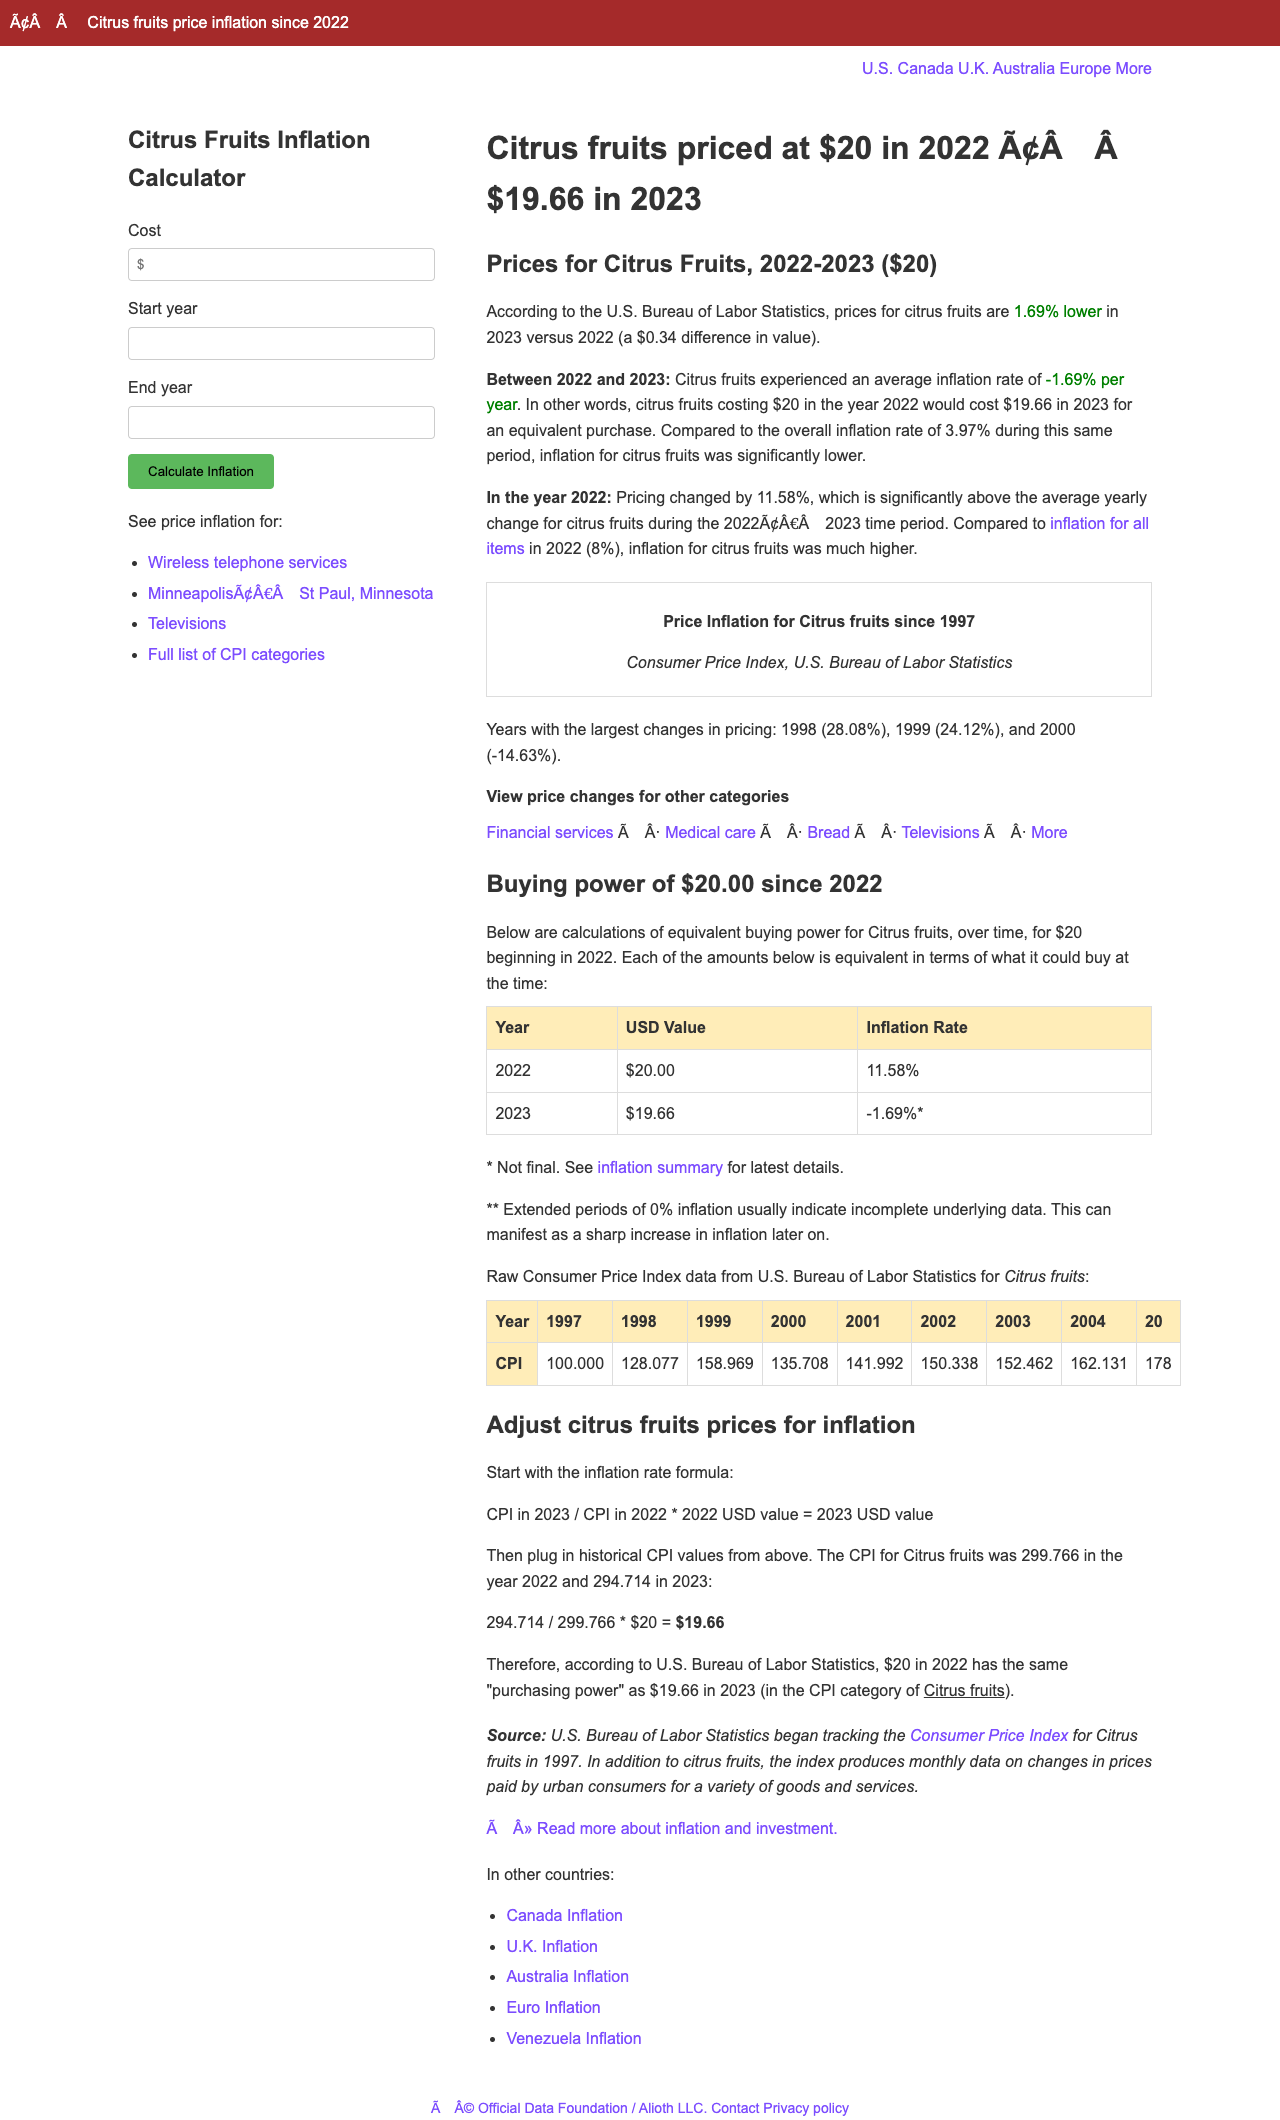 Ã¢Â Â Citrus fruits price inflation since 2022
U.S. Canada U.K. Australia Europe More
Citrus Fruits Inflation
Calculator
Cost
$
Start year
End year
Calculate Inflation
See price inflation for:
• Wireless telephone services
• MinneapolisÃ¢Â€Â St Paul, Minnesota
• Televisions
• Full list of CPI categories
Citrus fruits priced at $20 in 2022 Ã¢Â Â
$19.66 in 2023
Prices for Citrus Fruits, 2022-2023 ($20)
According to the U.S. Bureau of Labor Statistics, prices for citrus fruits are 1.69% lower in
2023 versus 2022 (a $0.34 difference in value).
Between 2022 and 2023: Citrus fruits experienced an average inflation rate of -1.69% per
year. In other words, citrus fruits costing $20 in the year 2022 would cost $19.66 in 2023 for
an equivalent purchase. Compared to the overall inflation rate of 3.97% during this same
period, inflation for citrus fruits was significantly lower.
In the year 2022: Pricing changed by 11.58%, which is significantly above the average yearly
change for citrus fruits during the 2022Ã¢Â€Â 2023 time period. Compared to inflation for all
items in 2022 (8%), inflation for citrus fruits was much higher.
Price Inflation for Citrus fruits since 1997
Consumer Price Index, U.S. Bureau of Labor Statistics
Years with the largest changes in pricing: 1998 (28.08%), 1999 (24.12%), and 2000
(-14.63%).
View price changes for other categories
Financial services Ã Â· Medical care Ã Â· Bread Ã Â· Televisions Ã Â· More
Buying power of $20.00 since 2022
Below are calculations of equivalent buying power for Citrus fruits, over time, for $20
beginning in 2022. Each of the amounts below is equivalent in terms of what it could buy at
the time:
Year USD Value Inflation Rate
2022 $20.00 11.58%
2023 $19.66 -1.69%*
* Not final. See inflation summary for latest details.
** Extended periods of 0% inflation usually indicate incomplete underlying data. This can
manifest as a sharp increase in inflation later on.
Raw Consumer Price Index data from U.S. Bureau of Labor Statistics for Citrus fruits:
Year 1997 1998 1999 2000 2001 2002 2003 2004 20
CPI 100.000 128.077 158.969 135.708 141.992 150.338 152.462 162.131 178
Adjust citrus fruits prices for inflation
Start with the inflation rate formula:
CPI in 2023 / CPI in 2022 * 2022 USD value = 2023 USD value
Then plug in historical CPI values from above. The CPI for Citrus fruits was 299.766 in the
year 2022 and 294.714 in 2023:
294.714 / 299.766 * $20 = $19.66
Therefore, according to U.S. Bureau of Labor Statistics, $20 in 2022 has the same
"purchasing power" as $19.66 in 2023 (in the CPI category of Citrus fruits).
Source: U.S. Bureau of Labor Statistics began tracking the Consumer Price Index for Citrus
fruits in 1997. In addition to citrus fruits, the index produces monthly data on changes in prices
paid by urban consumers for a variety of goods and services.
Ã Â» Read more about inflation and investment.
In other countries:
• Canada Inflation
• U.K. Inflation
• Australia Inflation
• Euro Inflation
• Venezuela Inflation
Ã Â© Official Data Foundation / Alioth LLC. Contact Privacy policy